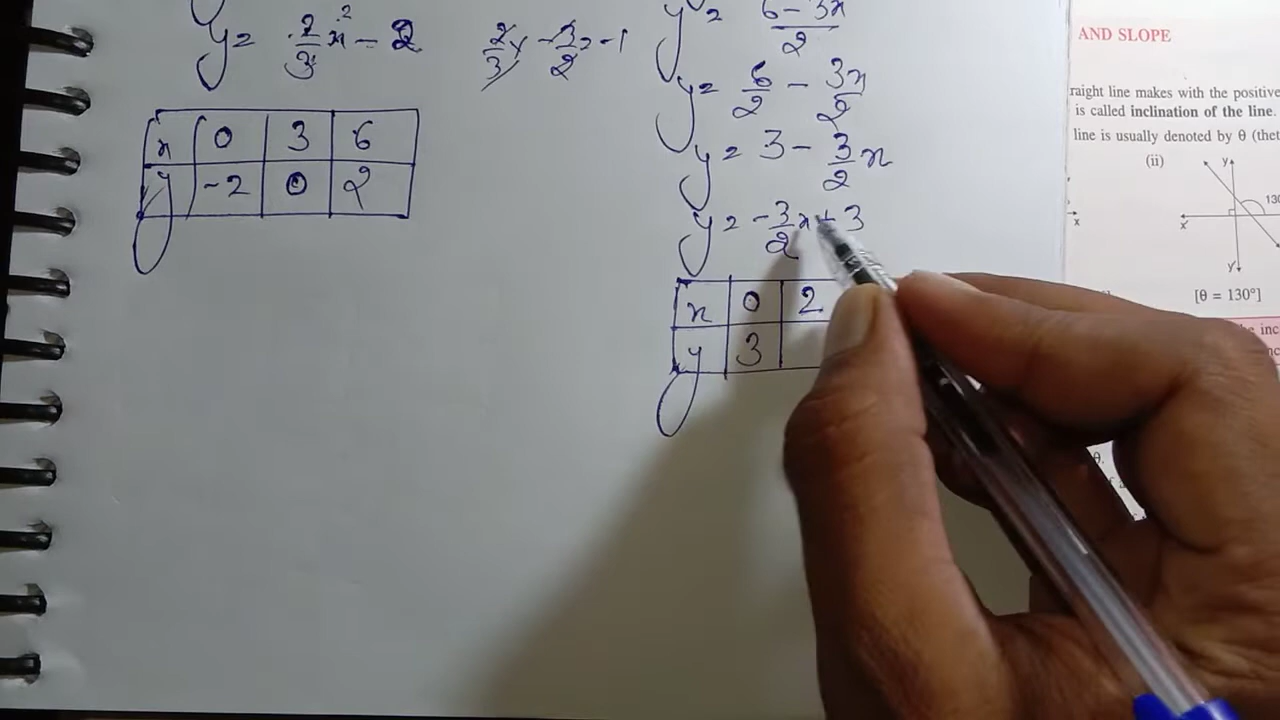 y = 2/3 x - 2
2/3 × -3/2 = -1
x 0 3 6
y -2 0 2
y = 6 - 3x / 2
y = 6/2 - 3x/2
y = 3 - 3/2 x
y = -3/2 x + 3
x 0 2
y 3
AND SLOPE
raight line makes with the positive
is called inclination of the line.
line is usually denoted by θ (thet
(ii)
Y
130
X'
x
Y'
[θ = 130°]